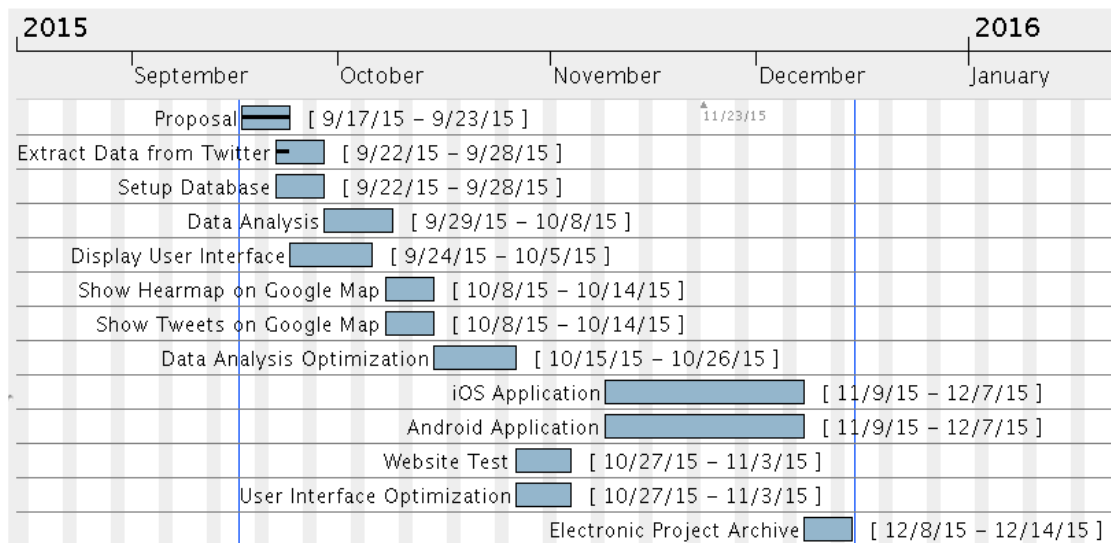 2015 2016
September October November December January
Proposal [ 9/17/15 – 9/23/15 ] 11/23/15
Extract Data from Twitter [ 9/22/15 – 9/28/15 ]
Setup Database [ 9/22/15 – 9/28/15 ]
Data Analysis [ 9/29/15 – 10/8/15 ]
Display User Interface [ 9/24/15 – 10/5/15 ]
Show Hearmap on Google Map [ 10/8/15 – 10/14/15 ]
Show Tweets on Google Map [ 10/8/15 – 10/14/15 ]
Data Analysis Optimization [ 10/15/15 – 10/26/15 ]
iOS Application [ 11/9/15 – 12/7/15 ]
Android Application [ 11/9/15 – 12/7/15 ]
Website Test [ 10/27/15 – 11/3/15 ]
User Interface Optimization [ 10/27/15 – 11/3/15 ]
Electronic Project Archive [ 12/8/15 – 12/14/15 ]